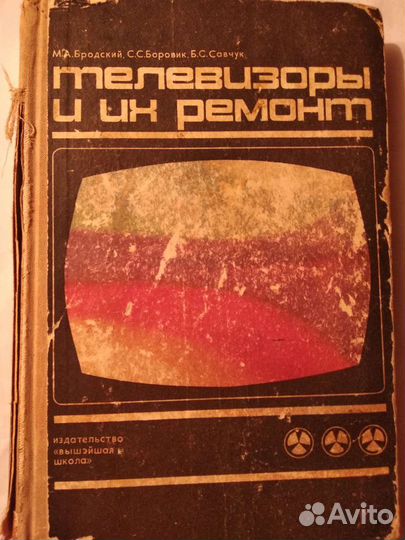 М.А.Бродский, С.С.Боровик, Б.С.Савчук
телевизоры
и их ремонт
издательство
«вышэйшая
школа»
Avito